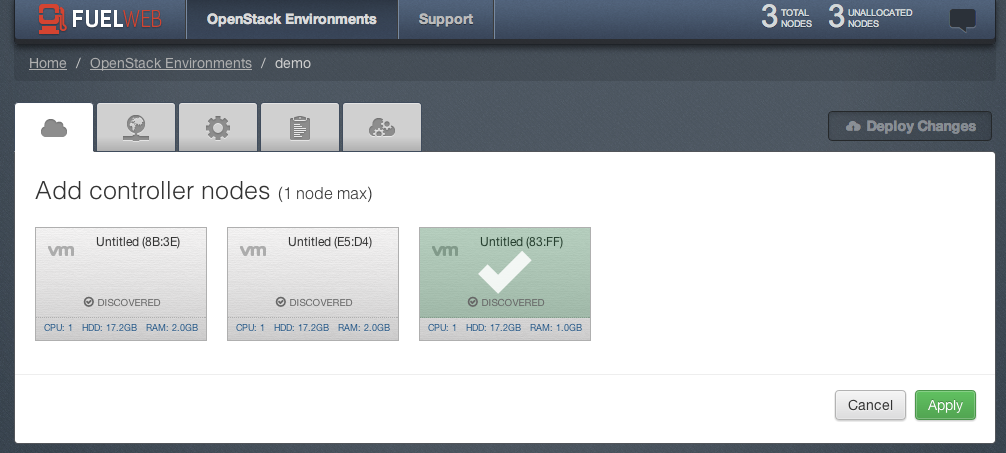 FUELWEB
OpenStack Environments
Support
3 TOTAL NODES
3 UNALLOCATED NODES
Home / OpenStack Environments / demo
Deploy Changes
Add controller nodes (1 node max)
vm Untitled (8B:3E)
DISCOVERED
CPU: 1 HDD: 17.2GB RAM: 2.0GB
vm Untitled (E5:D4)
DISCOVERED
CPU: 1 HDD: 17.2GB RAM: 2.0GB
vm Untitled (83:FF)
DISCOVERED
CPU: 1 HDD: 17.2GB RAM: 1.0GB
Cancel
Apply